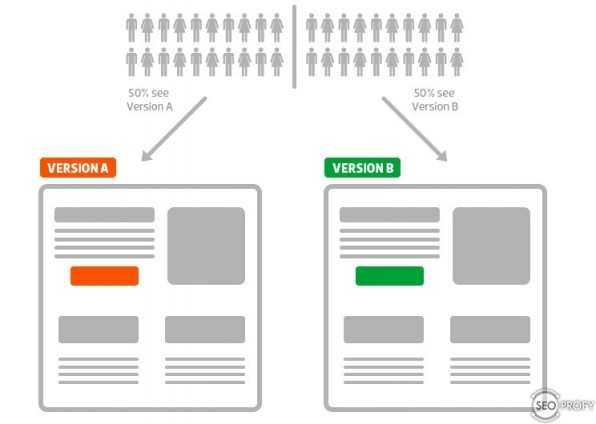 50% see
Version A
50% see
Version B
VERSION A
VERSION B
SEO PROFY